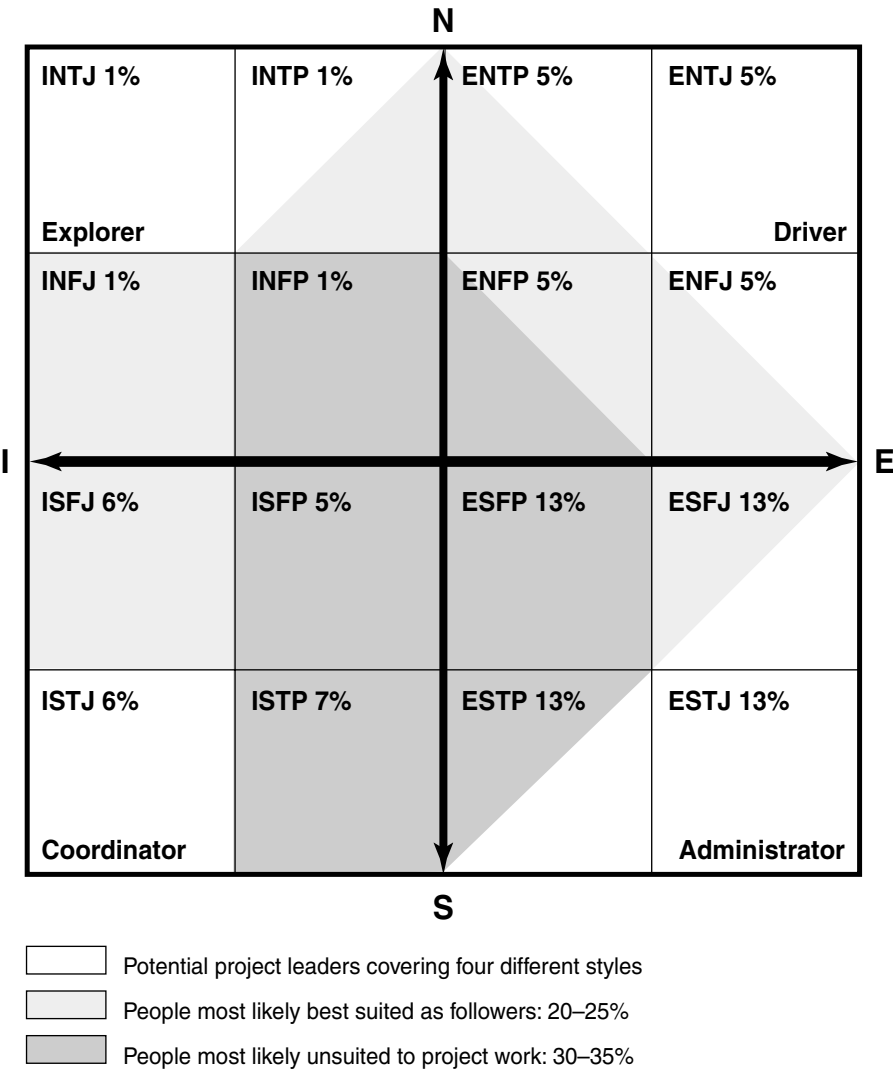 N
INTJ 1% INTP 1% ENTP 5% ENTJ 5%
Explorer Driver
INFJ 1% INFP 1% ENFP 5% ENFJ 5%
I E
ISFJ 6% ISFP 5% ESFP 13% ESFJ 13%
ISTJ 6% ISTP 7% ESTP 13% ESTJ 13%
Coordinator Administrator
S
Potential project leaders covering four different styles
People most likely best suited as followers: 20–25%
People most likely unsuited to project work: 30–35%